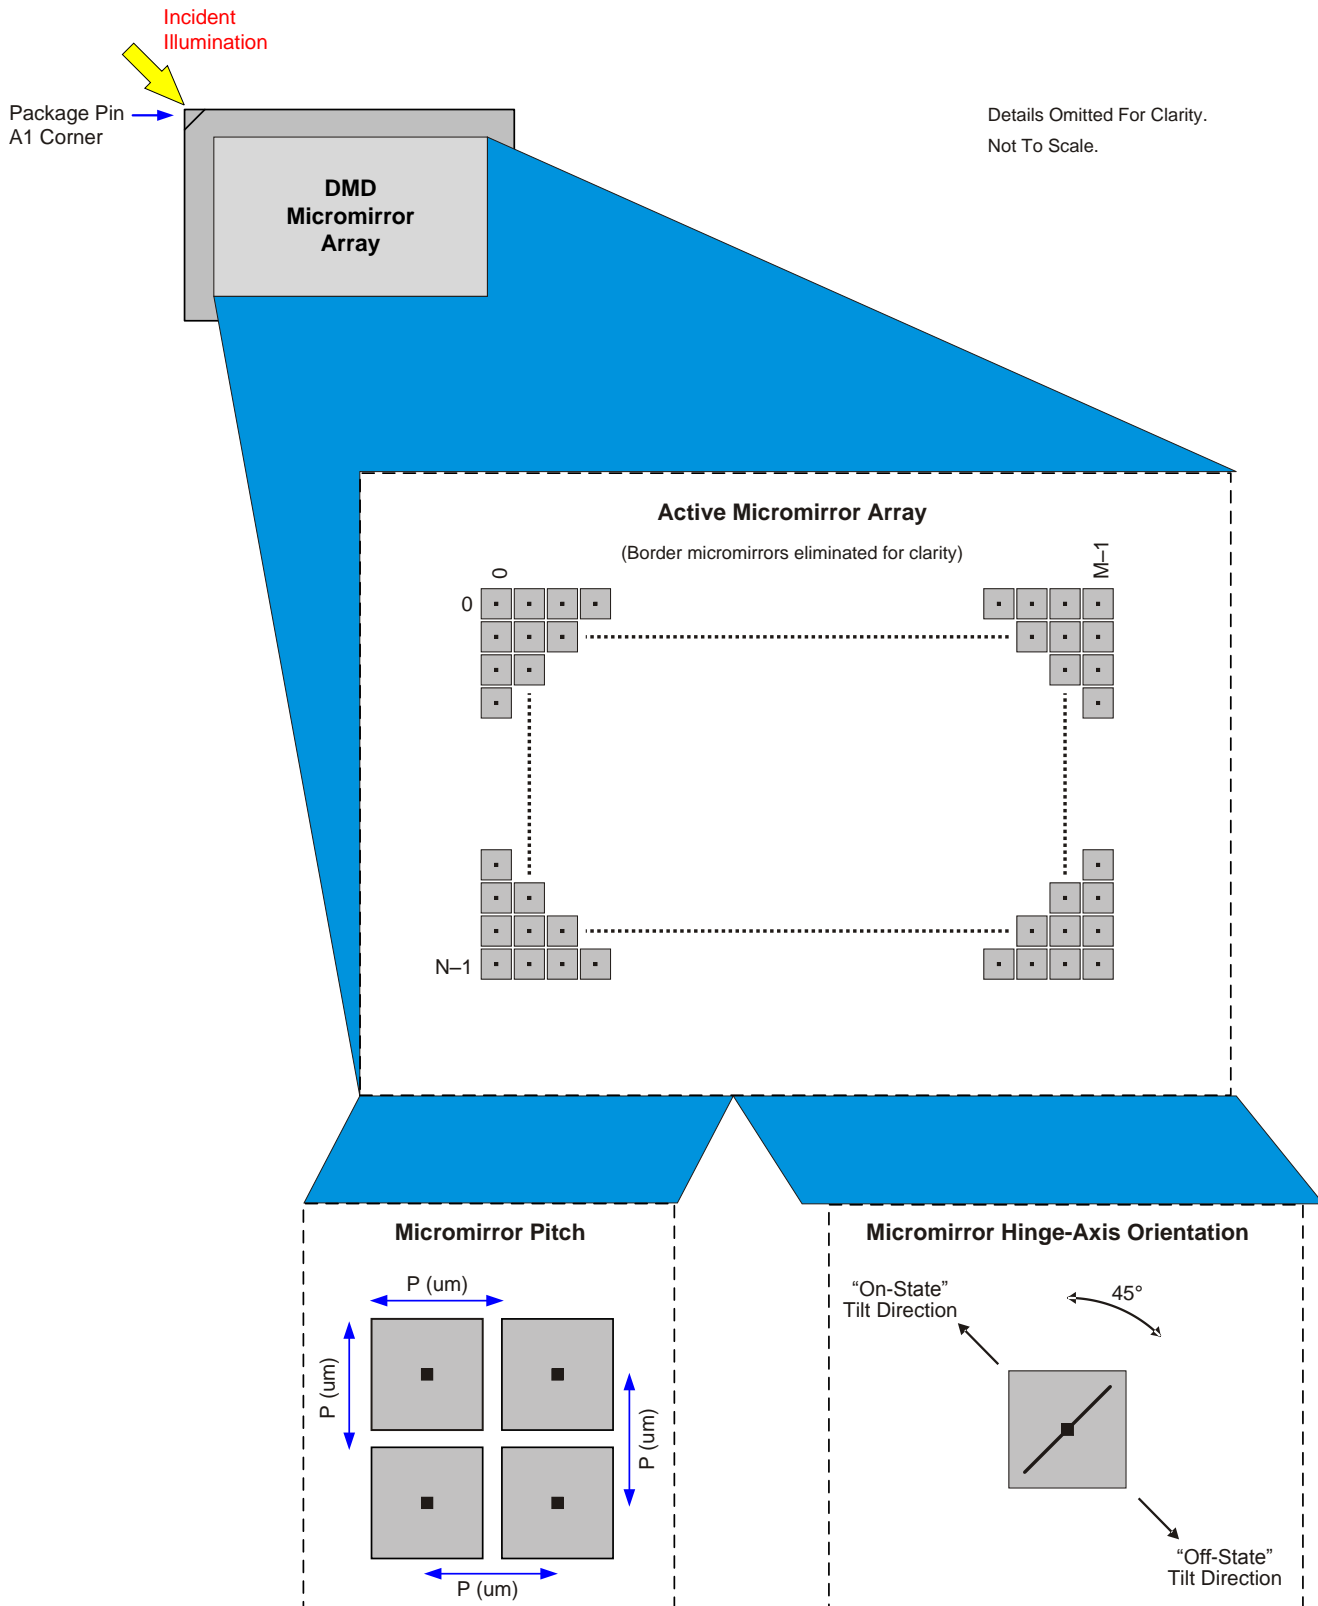 Incident
Illumination
Package Pin
A1 Corner
Details Omitted For Clarity.
Not To Scale.
DMD
Micromirror
Array
Active Micromirror Array
(Border micromirrors eliminated for clarity)
0
M–1
0
N–1
Micromirror Pitch
P (um)
P (um)
P (um)
P (um)
Micromirror Hinge-Axis Orientation
“On-State”
Tilt Direction
45°
“Off-State”
Tilt Direction